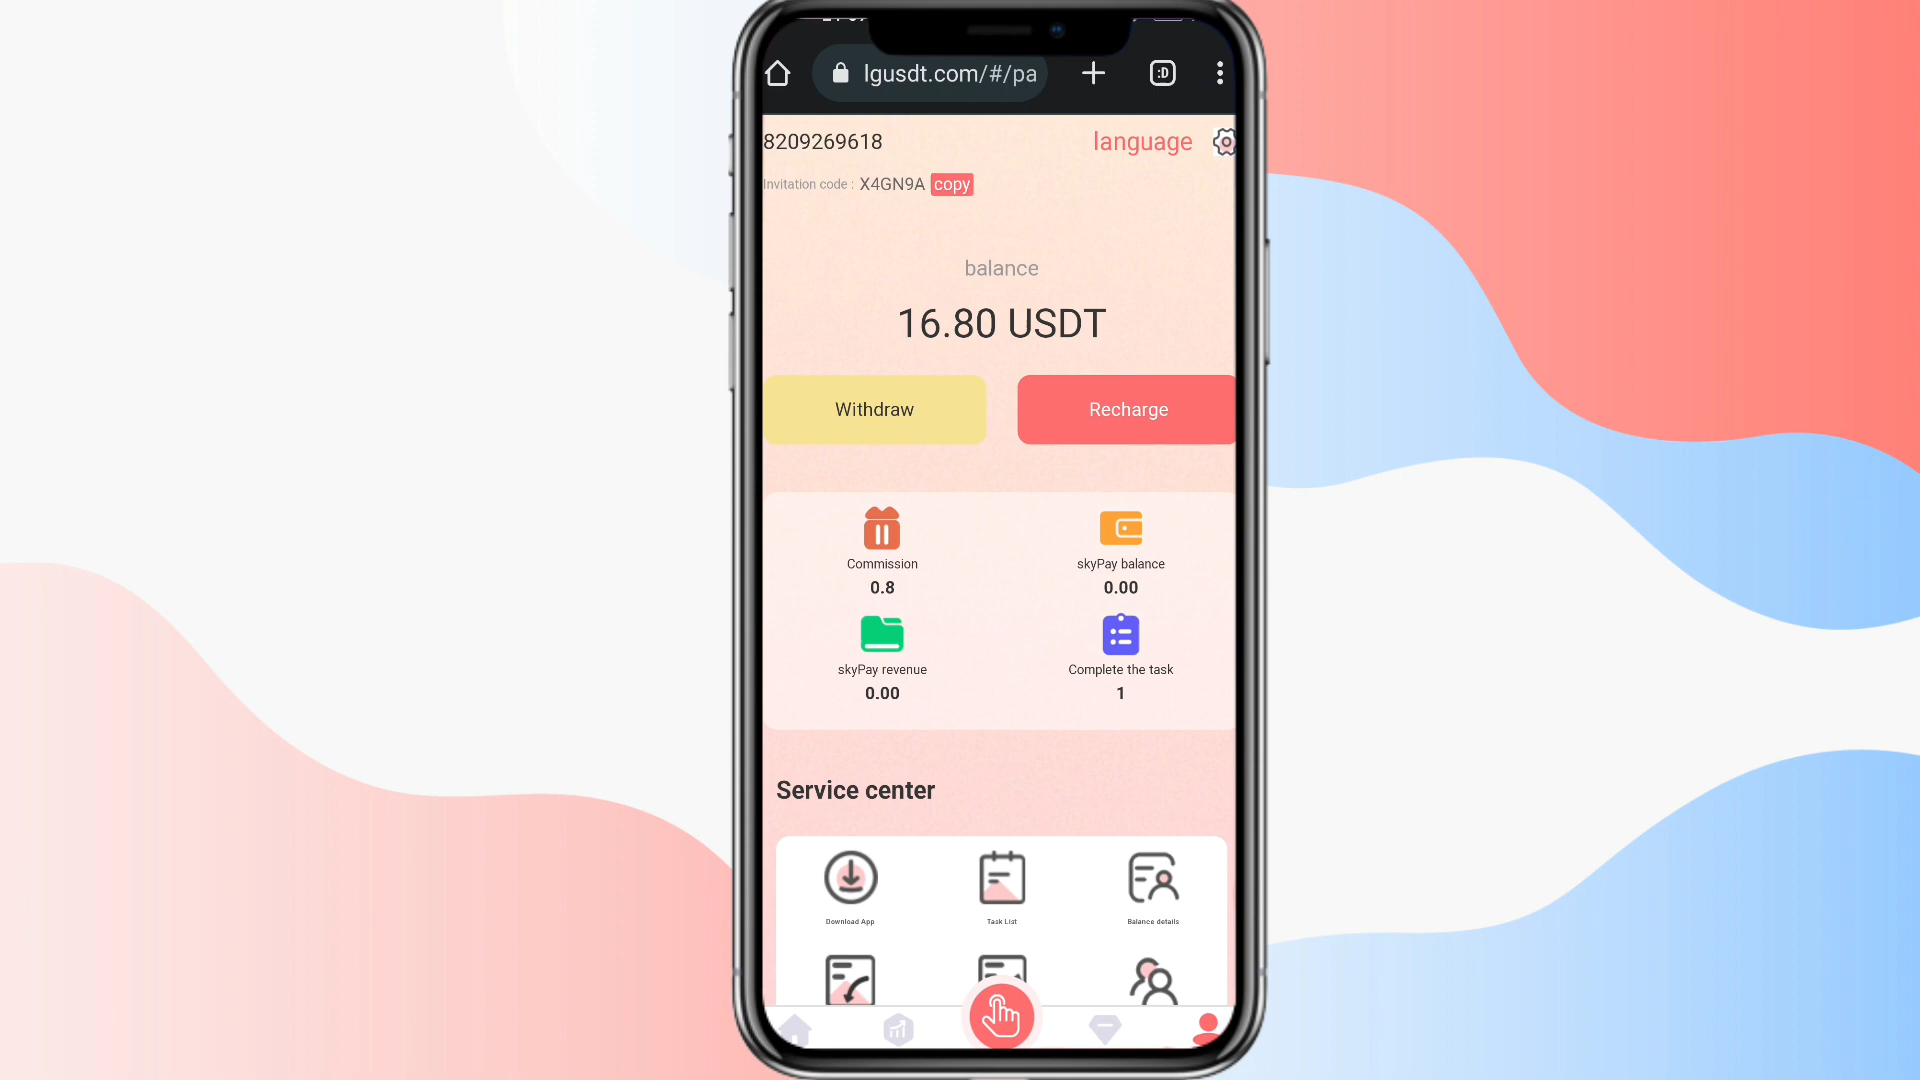 lgusdt.com/#/pa
:D
8209269618
language
Invitation code : X4GN9A copy
balance
16.80 USDT
Withdraw
Recharge
Commission
skyPay balance
0.8
0.00
skyPay revenue
Complete the task
0.00
1
Service center
Download App
Task List
Balance details